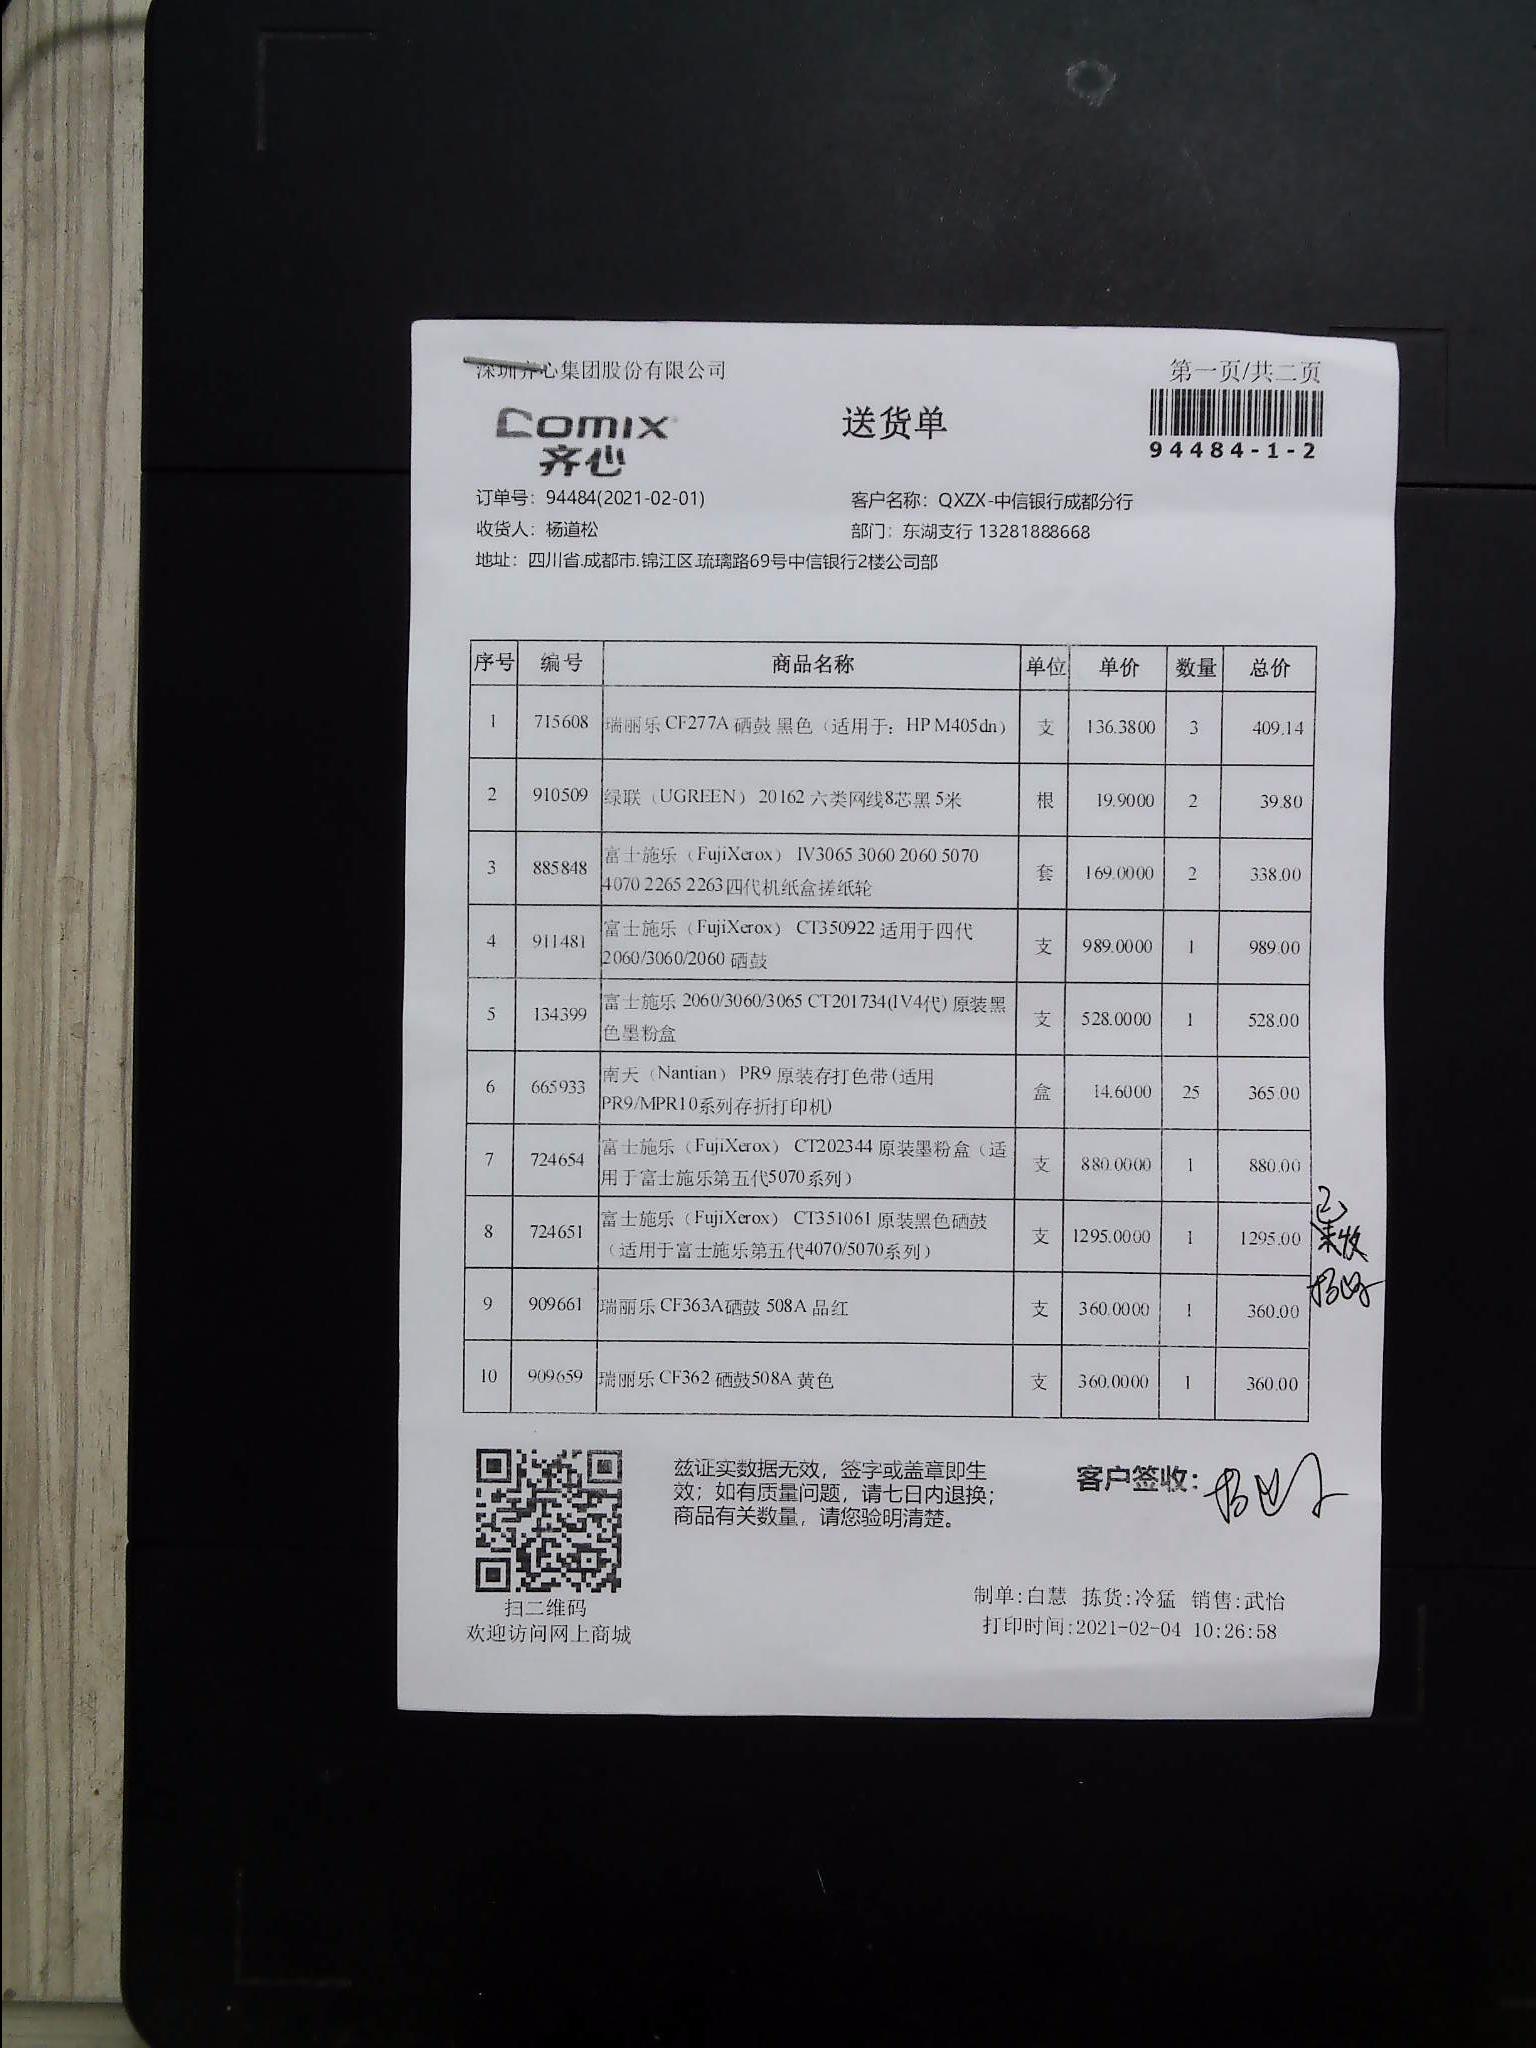 深圳齐心集团股份有限公司
第一页/共二页
Comix
齐心
送货单
94484-1-2
订单号：94484(2021-02-01)
客户名称：QXZX-中信银行成都分行
收货人：杨道松
部门：东湖支行 13281888668
地址：四川省.成都市.锦江区.琉璃路69号中信银行2楼公司部
序号 编号 商品名称 单位 单价 数量 总价
1 715608 瑞丽乐 CF277A 硒鼓 黑色（适用于：HP M405dn） 支 136.3800 3 409.14
2 910509 绿联（UGREEN） 20162 六类网线8芯黑 5米 根 19.9000 2 39.80
3 885848 富士施乐（FujiXerox） IV3065 3060 2060 5070
4070 2265 2263四代机纸盒搓纸轮 套 169.0000 2 338.00
4 911481 富士施乐（FujiXerox） CT350922 适用于四代
2060/3060/2060 硒鼓 支 989.0000 1 989.00
5 134399 富士施乐 2060/3060/3065 CT201734(IV4代) 原装黑
色墨粉盒 支 528.0000 1 528.00
6 665933 南天（Nantian） PR9 原装存打色带(适用
PR9/MPR10系列存折打印机) 盒 14.6000 25 365.00
7 724654 富士施乐（FujiXerox） CT202344 原装墨粉盒（适
用于富士施乐第五代5070系列） 支 880.0000 1 880.00
8 724651 富士施乐（FujiXerox） CT351061 原装黑色硒鼓
（适用于富士施乐第五代4070/5070系列） 支 1295.0000 1 1295.00
已
收
9 909661 瑞丽乐 CF363A硒鼓 508A 品红 支 360.0000 1 360.00
10 909659 瑞丽乐 CF362 硒鼓508A 黄色 支 360.0000 1 360.00
兹证实数据无效，签字或盖章即生
效；如有质量问题，请七日内退换；
商品有关数量，请您验明清楚。
客户签收：
扫二维码
欢迎访问网上商城
制单:白慧 拣货:冷猛 销售:武怡
打印时间:2021-02-04 10:26:58